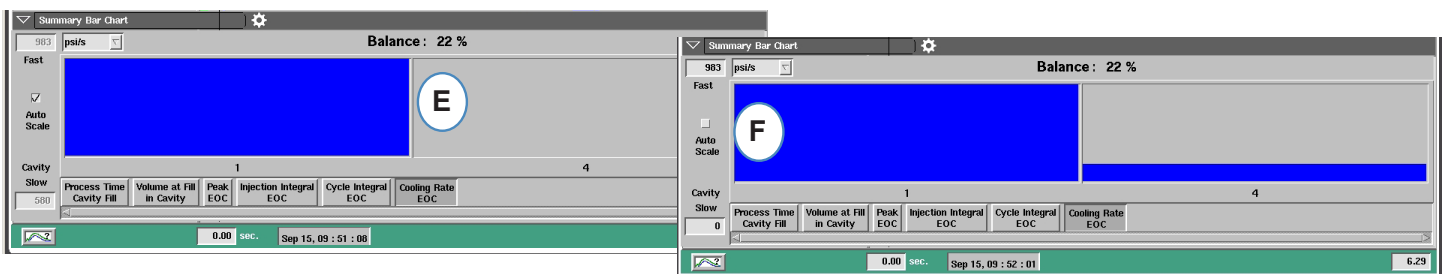 Summary Bar Chart
983 psi/s Balance: 22 %
Fast
E
Auto
Scale
Cavity 1 4
Slow
580
Process Time Cavity Fill
Volume at Fill in Cavity
Peak EOC
Injection Integral EOC
Cycle Integral EOC
Cooling Rate EOC
? 0.00 sec. Sep 15, 09 : 51 : 08
Summary Bar Chart
983 psi/s Balance: 22 %
Fast
F
Auto
Scale
Cavity 1 4
Slow
0
Process Time Cavity Fill
Volume at Fill in Cavity
Peak EOC
Injection Integral EOC
Cycle Integral EOC
Cooling Rate EOC
? 0.00 sec. Sep 15, 09 : 52 : 01 6.29